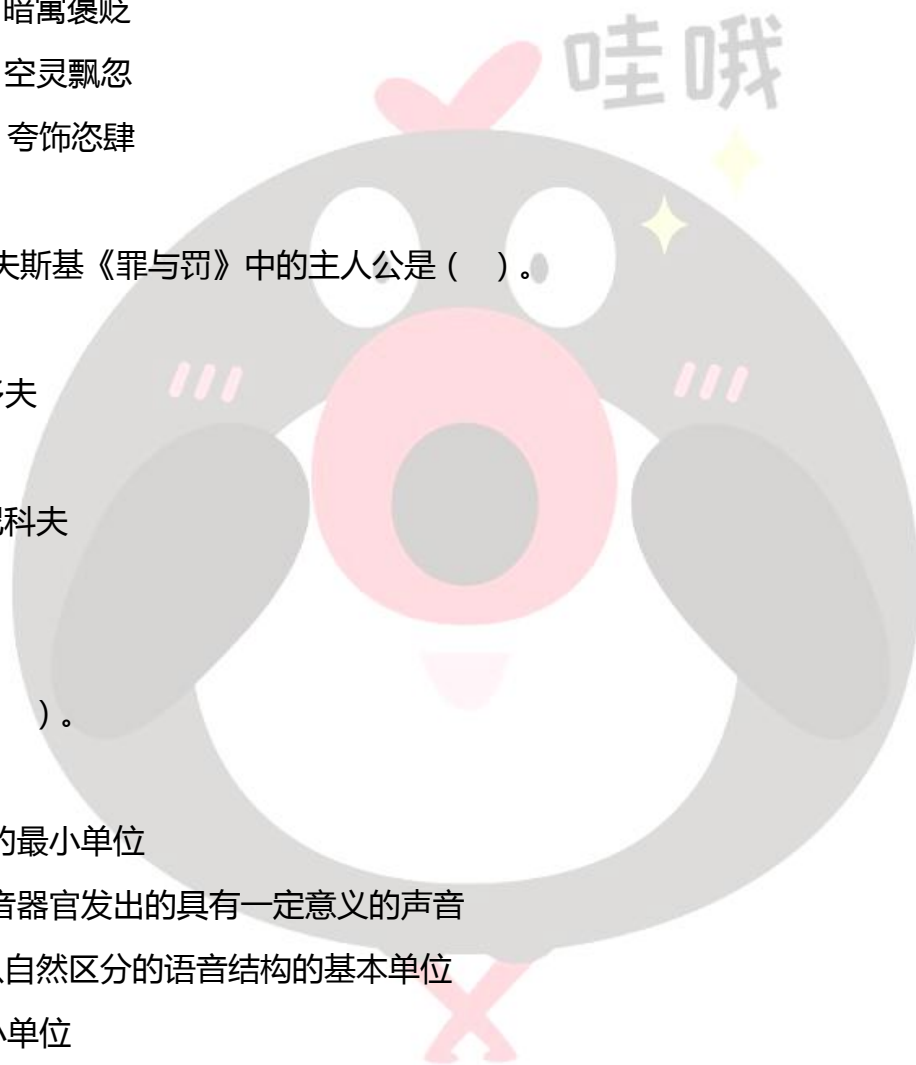 暗寓褒贬
哇哦
空灵飘忽
夸饰恣肆
夫斯基《罪与罚》中的主人公是（ ）。
夫
科夫
）。
的最小单位
音器官发出的具有一定意义的声音
自然区分的语音结构的基本单位
小单位